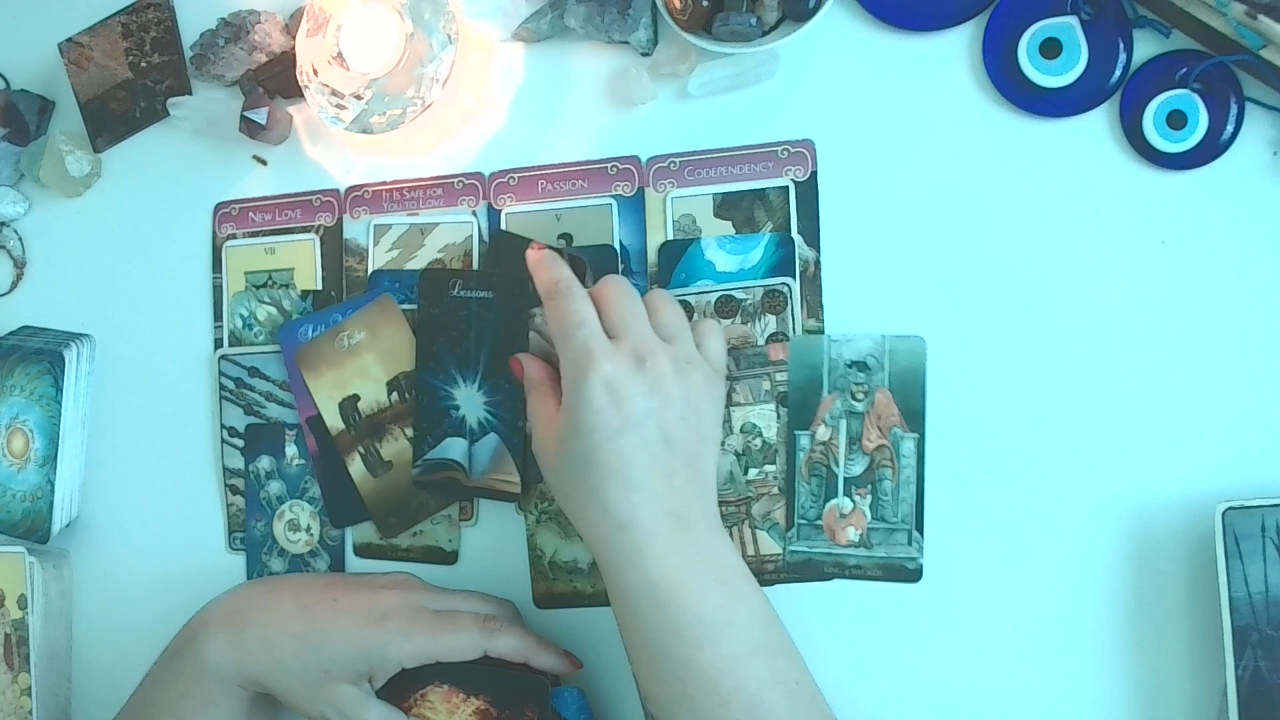 NEW LOVE
IT IS SAFE FOR
YOU TO LOVE
PASSION
CODEPENDENCY
VII
V
V
Lessons
Tribe
KING of SWORDS